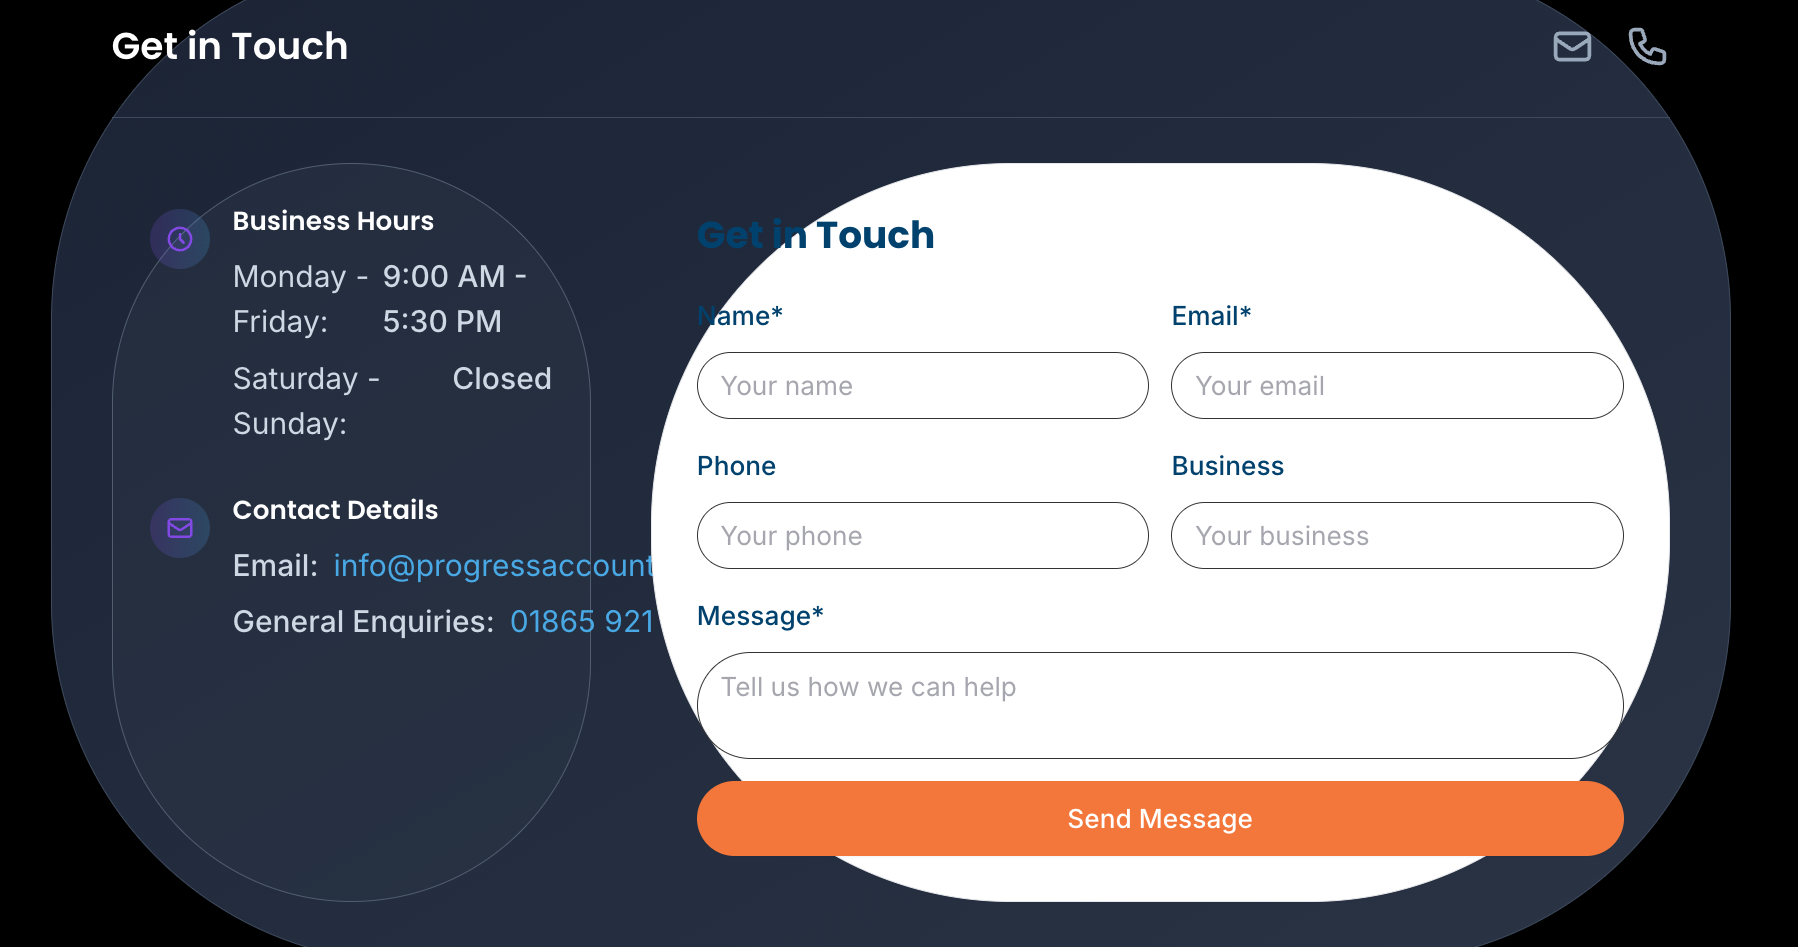 Get in Touch
Business Hours
Monday - 9:00 AM -
Friday: 5:30 PM
Saturday - Closed
Sunday:
Contact Details
Email: info@progressaccount
General Enquiries: 01865 921
Get in Touch
Name* Email*
Your name Your email
Phone Business
Your phone Your business
Message*
Tell us how we can help
Send Message